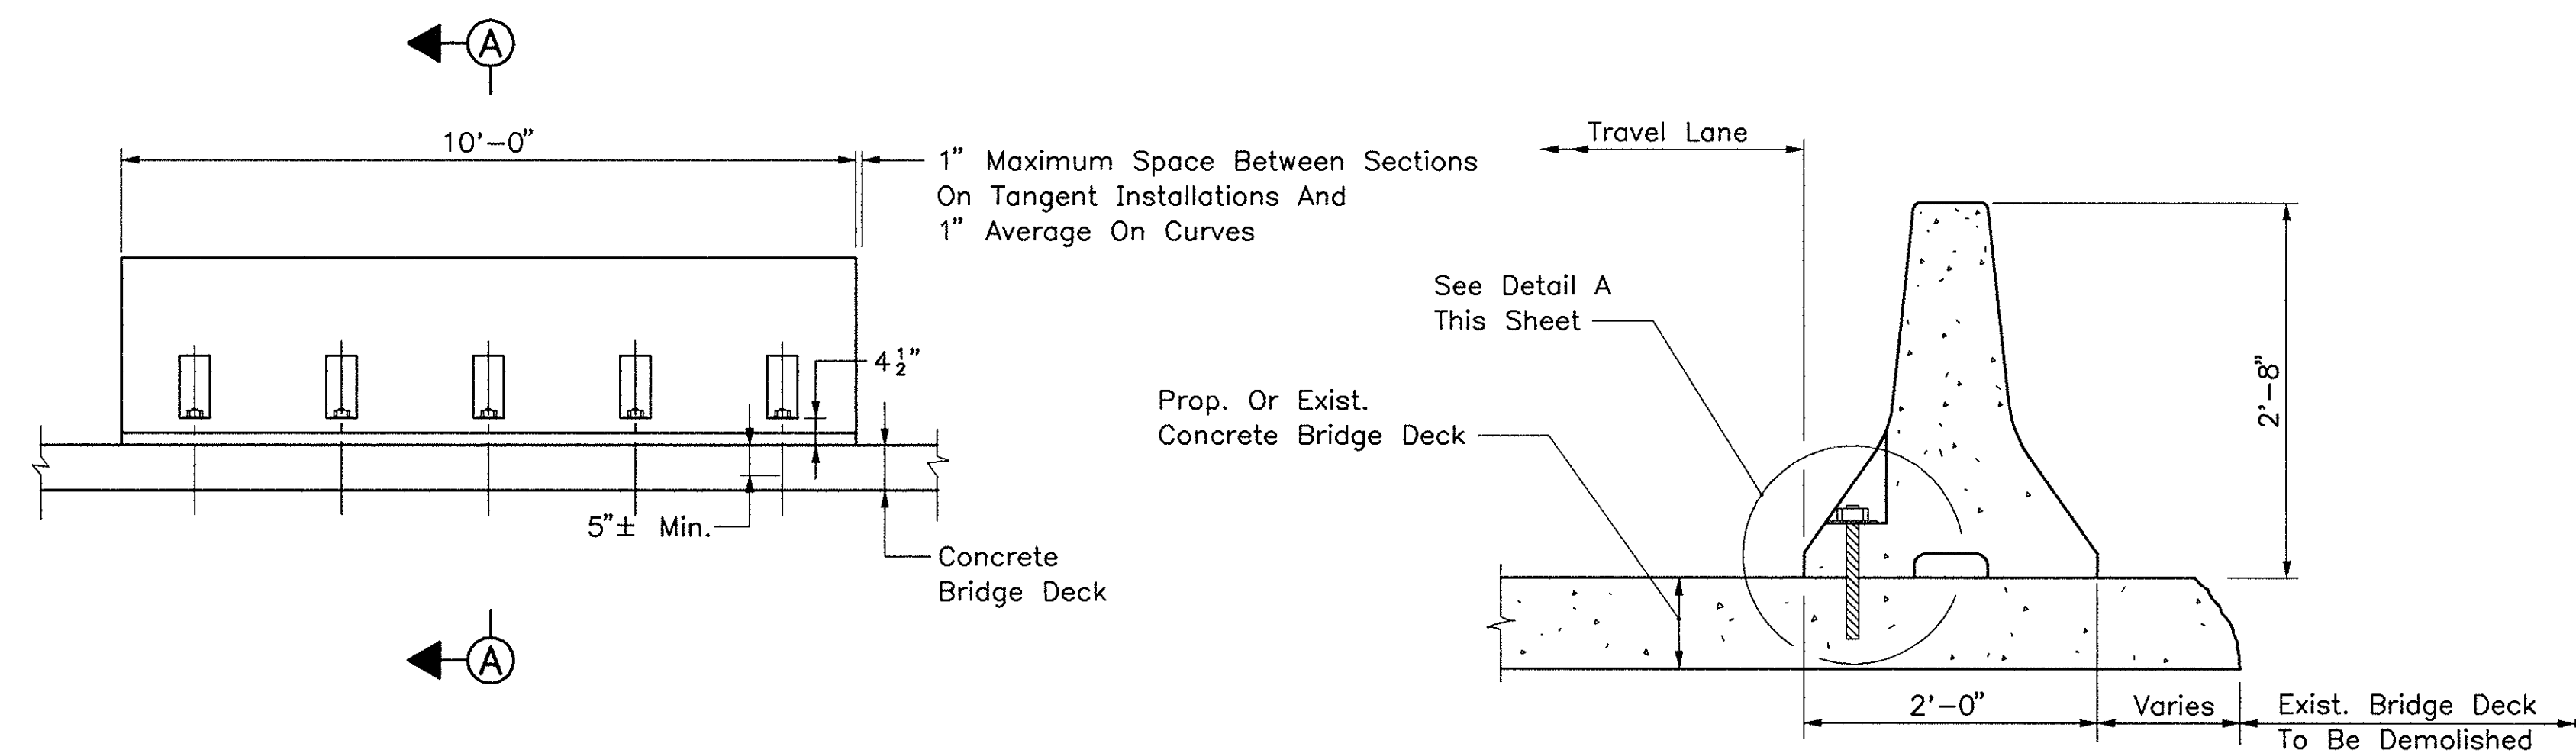 A
10'-0"
1" Maximum Space Between Sections
On Tangent Installations And
1" Average On Curves
4 1/2"
5"± Min.
Concrete
Bridge Deck
A
Travel Lane
See Detail A
This Sheet
Prop. Or Exist.
Concrete Bridge Deck
2'-8"
2'-0"
Varies
Exist. Bridge Deck
To Be Demolished